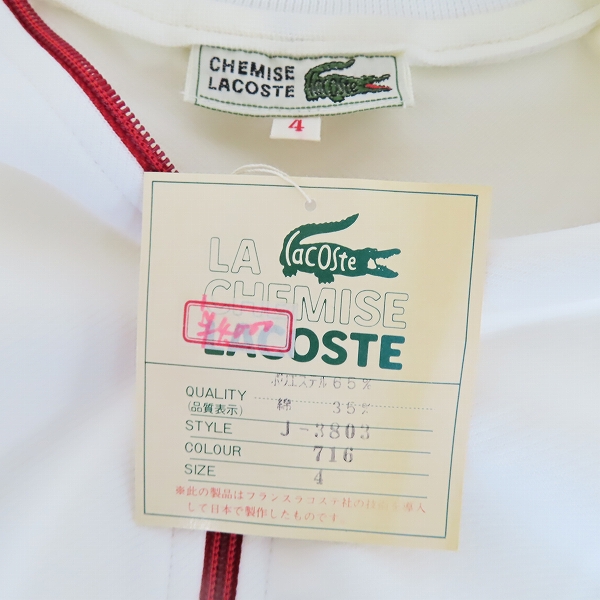 CHEMISE
LACOSTE
4
Lacoste
LA
CHEMISE
LACOSTE
QUALITY ポリエステル 65%
(品質表示) 綿 35%
STYLE J-3803
COLOUR 716
SIZE 4
※此の製品はフランスラコステ社の技術を導入
して日本で製作したものです。